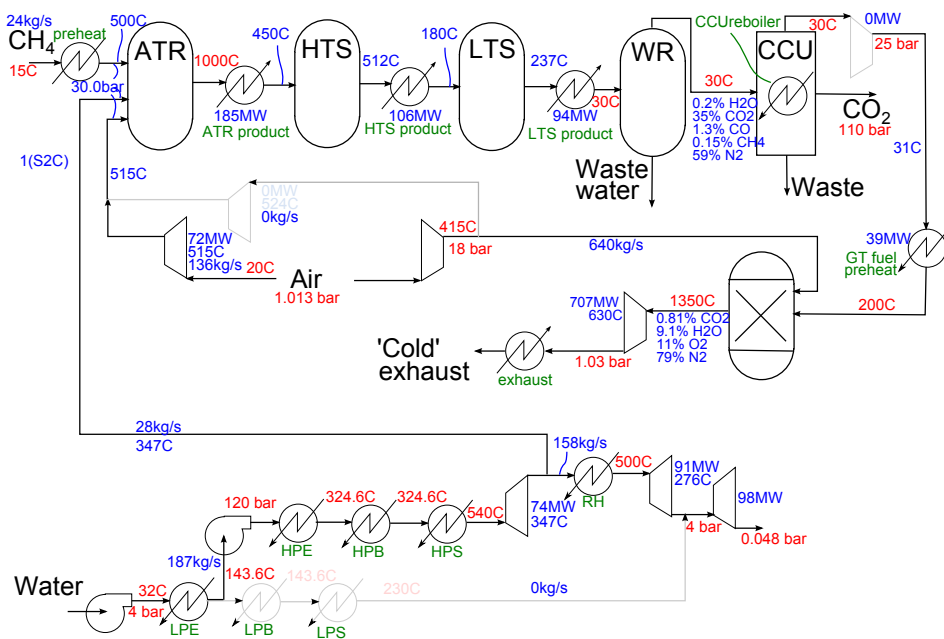 24kg/s
CH4
15C
preheat
500C
30.0bar
ATR
1000C
185MW
ATR product
450C
HTS
512C
106MW
HTS product
180C
LTS
237C
94MW
30C
LTS product
WR
Waste
water
30C
0.2% H2O
35% CO2
1.3% CO
0.15% CH4
59% N2
CCUreboiler
CCU
30C
0MW
25 bar
CO2
110 bar
Waste
31C
1(S2C)
515C
0MW
524C
0kg/s
72MW
515C
136kg/s
20C
Air
1.013 bar
415C
18 bar
640kg/s
39MW
GT fuel
preheat
200C
707MW
630C
1350C
0.81% CO2
9.1% H2O
11% O2
79% N2
'Cold'
exhaust
exhaust
1.03 bar
28kg/s
347C
158kg/s
500C
RH
91MW
276C
98MW
4 bar
0.048 bar
120 bar
324.6C
324.6C
540C
74MW
347C
HPE
HPB
HPS
187kg/s
Water
32C
4 bar
143.6C
143.6C
230C
0kg/s
LPE
LPB
LPS